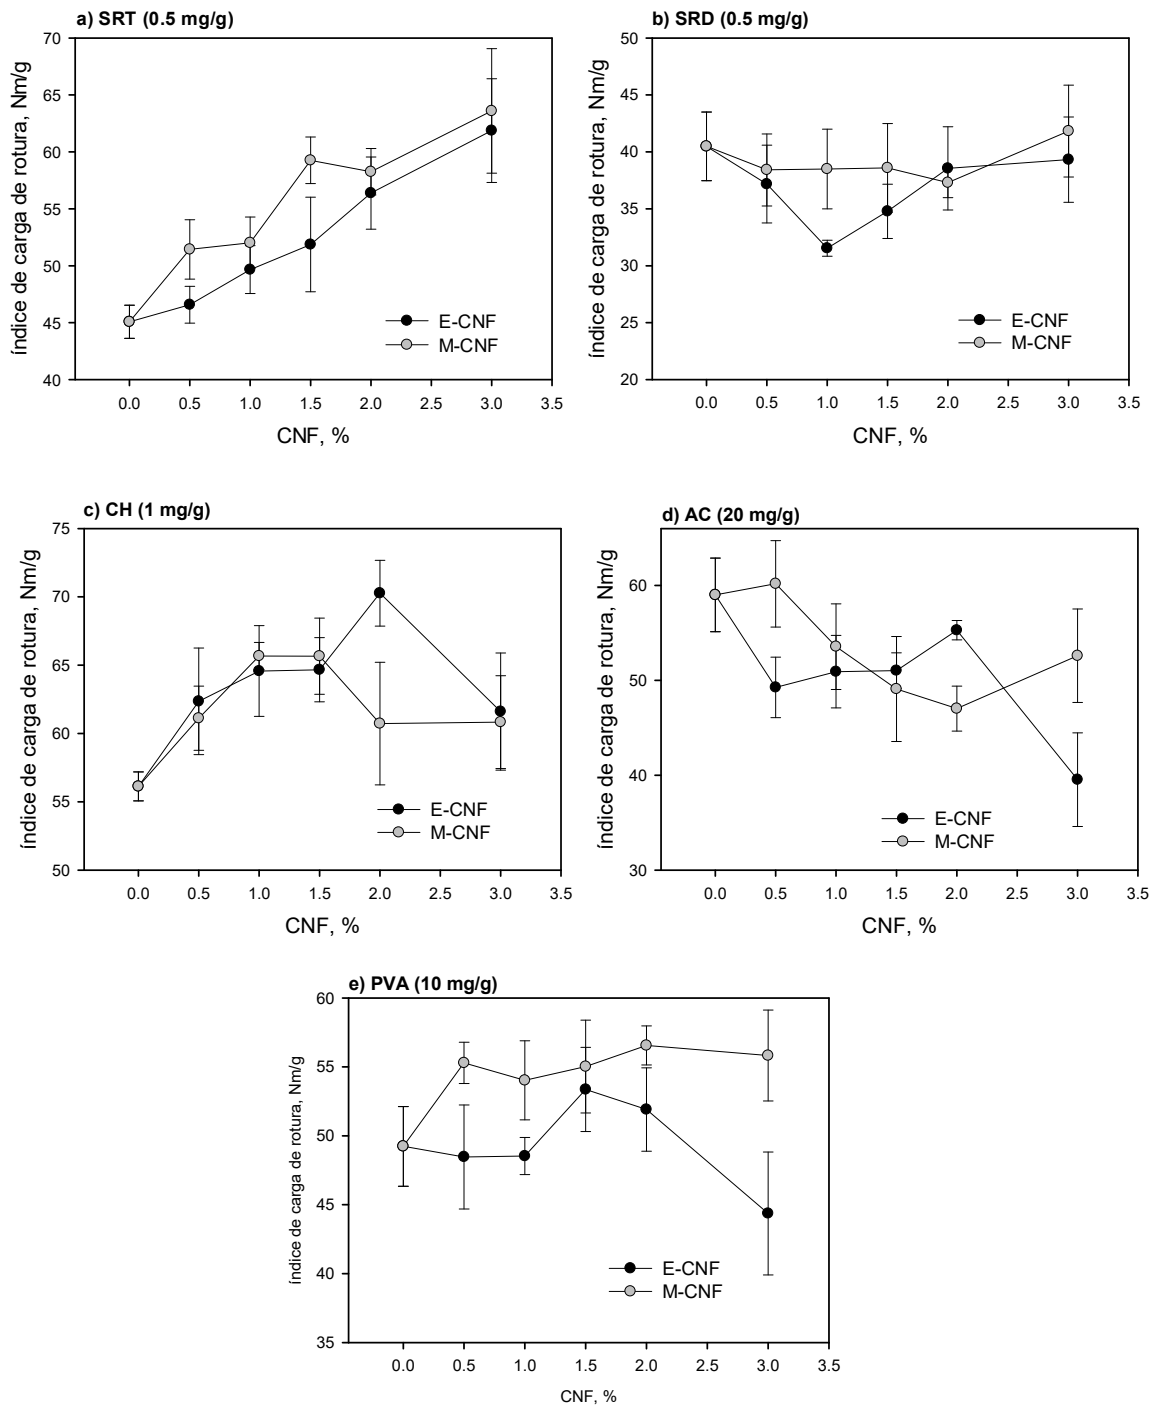 a) SRT (0.5 mg/g)
índice de carga de rotura, Nm/g
70
65
60
55
50
45
40
0.0 0.5 1.0 1.5 2.0 2.5 3.0 3.5
CNF, %
E-CNF
M-CNF
b) SRD (0.5 mg/g)
índice de carga de rotura, Nm/g
50
45
40
35
30
25
20
0.0 0.5 1.0 1.5 2.0 2.5 3.0 3.5
CNF, %
E-CNF
M-CNF
c) CH (1 mg/g)
índice de carga de rotura, Nm/g
75
70
65
60
55
50
0.0 0.5 1.0 1.5 2.0 2.5 3.0 3.5
CNF, %
E-CNF
M-CNF
d) AC (20 mg/g)
índice de carga de rotura, Nm/g
60
50
40
30
0.0 0.5 1.0 1.5 2.0 2.5 3.0 3.5
CNF, %
E-CNF
M-CNF
e) PVA (10 mg/g)
índice de carga de rotura, Nm/g
60
55
50
45
40
35
0.0 0.5 1.0 1.5 2.0 2.5 3.0 3.5
CNF, %
E-CNF
M-CNF